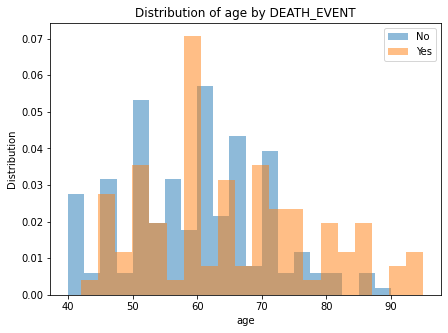 Distribution of age by DEATH_EVENT
No
Yes
Distribution
0.07
0.06
0.05
0.04
0.03
0.02
0.01
0.00
40 50 60 70 80 90
age